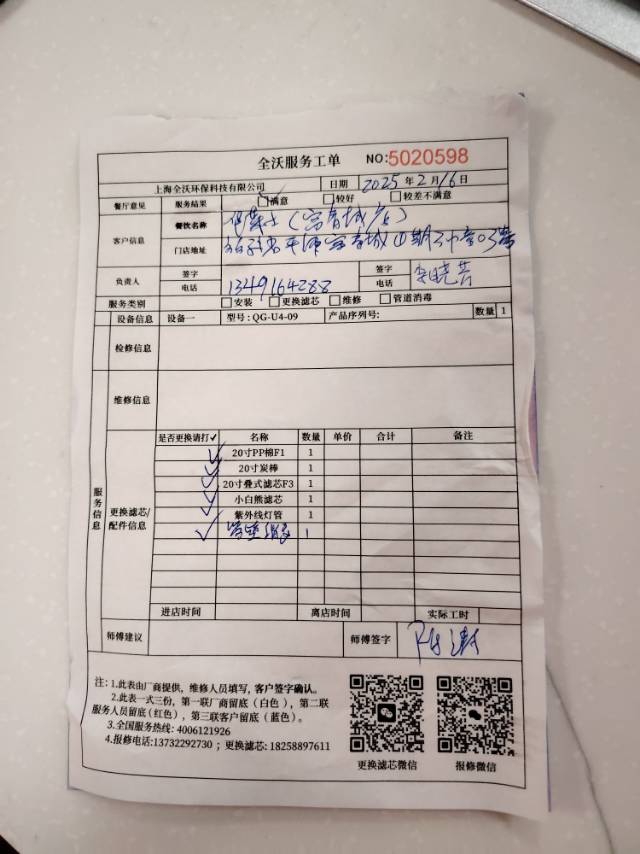 全沃服务工单 NO:5020598
上海全沃环保科技有限公司 日期 2025年2月16日
餐厅意见 服务结果 满意 较好 较差不满意
客户信息 餐饮名称
门店地址
负责人 签字 签字
电话 1349164288 电话
服务类别 安装 更换滤芯 维修 管道消毒
设备信息 设备一 型号:QG-U4-09 产品序列号: 数量 1
检修信息
维修信息
服务信息
是否更换请打✓ 名称 数量 单价 合计 备注
✓ 20寸PP棉F1 1
✓ 20寸炭棒 1
✓ 20寸叠式滤芯F3 1
更换滤芯/配件信息
✓ 小白熊滤芯 1
✓ 紫外线灯管 1
✓ 1
进店时间 离店时间 实际工时
师傅建议 师傅签字
注:1.此表由厂商提供,维修人员填写,客户签字确认。
2.此表一式三份,第一联厂商留底(白色),第二联
服务人员留底(红色),第三联客户留底(蓝色)。
3.全国服务热线:4006121926
4.报修电话:13732292730;更换滤芯:18258897611
更换滤芯微信 报修微信